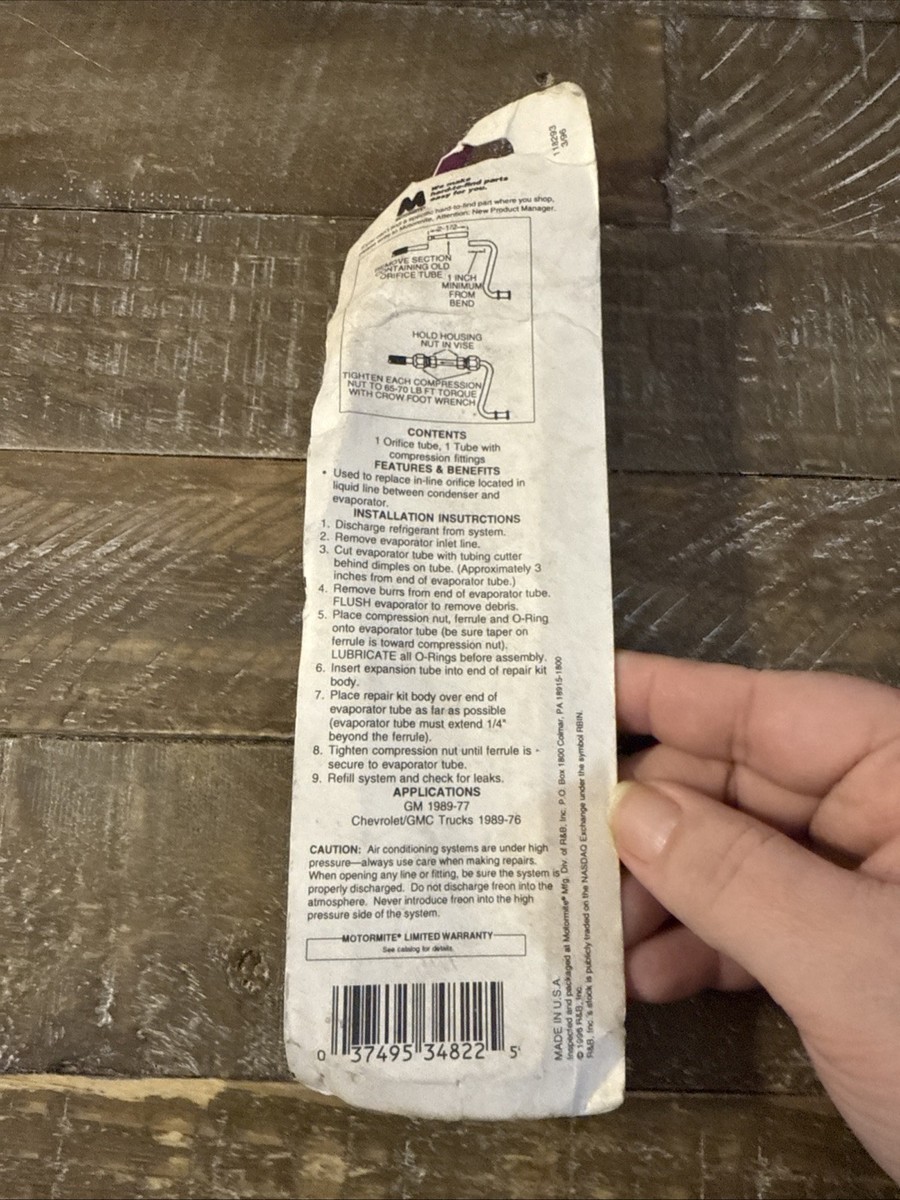 118293
3/96
We make
hard-to-find parts
easy for you.
a specific hard-to-find part where you shop,
write to Motormite, Attention: New Product Manager.
2-1/2
REMOVE SECTION
CONTAINING OLD
ORIFICE TUBE
1 INCH
MINIMUM
FROM
BEND
HOLD HOUSING
NUT IN VISE
TIGHTEN EACH COMPRESSION
NUT TO 65-70 LB FT TORQUE
WITH CROW FOOT WRENCH
CONTENTS
1 Orifice tube, 1 Tube with
compression fittings
FEATURES & BENEFITS
• Used to replace in-line orifice located in
liquid line between condenser and
evaporator.
INSTALLATION INSUTRCTIONS
1. Discharge refrigerant from system.
2. Remove evaporator inlet line.
3. Cut evaporator tube with tubing cutter
behind dimples on tube. (Approximately 3
inches from end of evaporator tube.)
4. Remove burrs from end of evaporator tube.
FLUSH evaporator to remove debris.
5. Place compression nut, ferrule and O-Ring
onto evaporator tube (be sure taper on
ferrule is toward compression nut).
LUBRICATE all O-Rings before assembly.
6. Insert expansion tube into end of repair kit
body.
7. Place repair kit body over end of
evaporator tube as far as possible
(evaporator tube must extend 1/4"
beyond the ferrule).
8. Tighten compression nut until ferrule is -
secure to evaporator tube.
9. Refill system and check for leaks.
APPLICATIONS
GM 1989-77
Chevrolet/GMC Trucks 1989-76
CAUTION: Air conditioning systems are under high
pressure—always use care when making repairs.
When opening any line or fitting, be sure the system is
properly discharged. Do not discharge freon into the
atmosphere. Never introduce freon into the high
pressure side of the system.
MOTORMITE® LIMITED WARRANTY
See catalog for details.
0 37495 34822 5
MADE IN U.S.A.
Inspected and packaged at Motormite® Mfg. Div. of R&B, Inc. P.O. Box 1800 Colmar, PA 18915-1800
© 1996 R&B, Inc.
R&B, Inc.'s stock is publicly traded on the NASDAQ Exchange under the symbol RBIN.